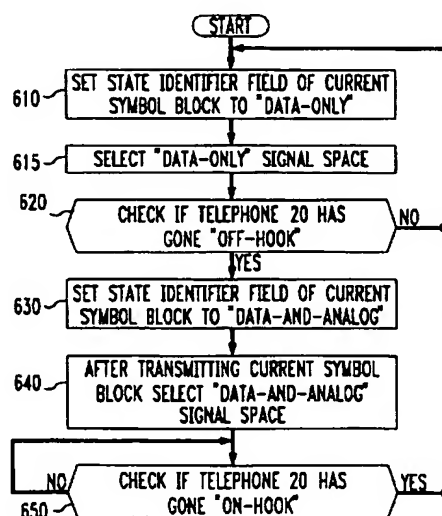 START
610
SET STATE IDENTIFIER FIELD OF CURRENT
SYMBOL BLOCK TO "DATA-ONLY"
615
SELECT "DATA-ONLY" SIGNAL SPACE
620
CHECK IF TELEPHONE 20 HAS
GONE "OFF-HOOK"
NO
YES
630
SET STATE IDENTIFIER FIELD OF CURRENT
SYMBOL BLOCK TO "DATA-AND-ANALOG"
640
AFTER TRANSMITTING CURRENT SYMBOL
BLOCK SELECT "DATA-AND-ANALOG"
SIGNAL SPACE
NO
CHECK IF TELEPHONE 20 HAS
GONE "ON-HOOK"
YES
650